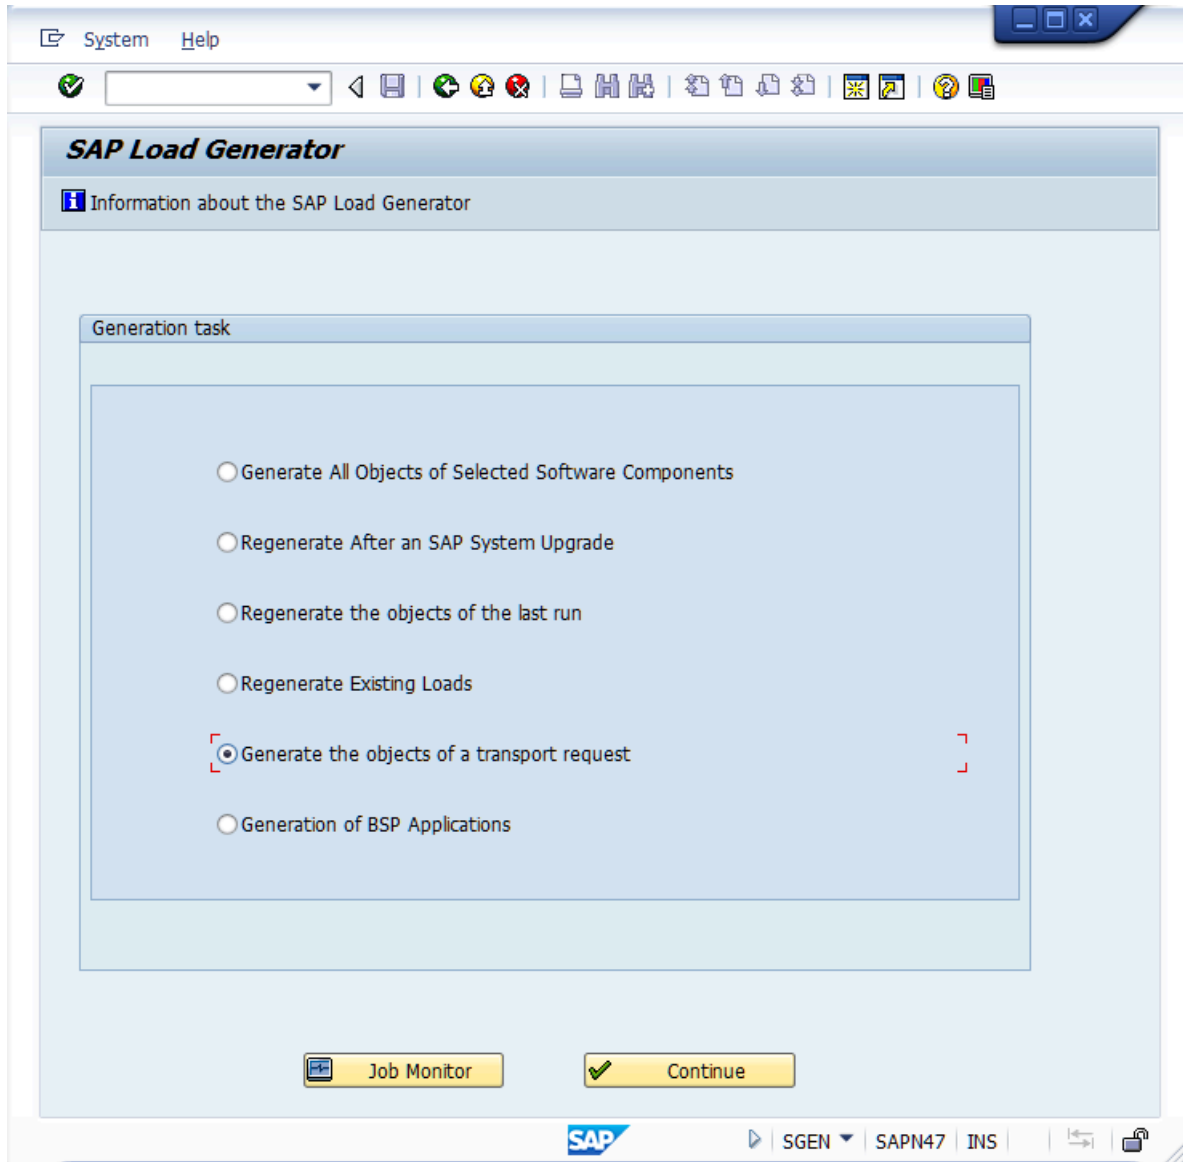 System Help
SAP Load Generator
Information about the SAP Load Generator
Generation task
Generate All Objects of Selected Software Components
Regenerate After an SAP System Upgrade
Regenerate the objects of the last run
Regenerate Existing Loads
Generate the objects of a transport request
Generation of BSP Applications
Job Monitor Continue
SAP SGEN SAPN47 INS